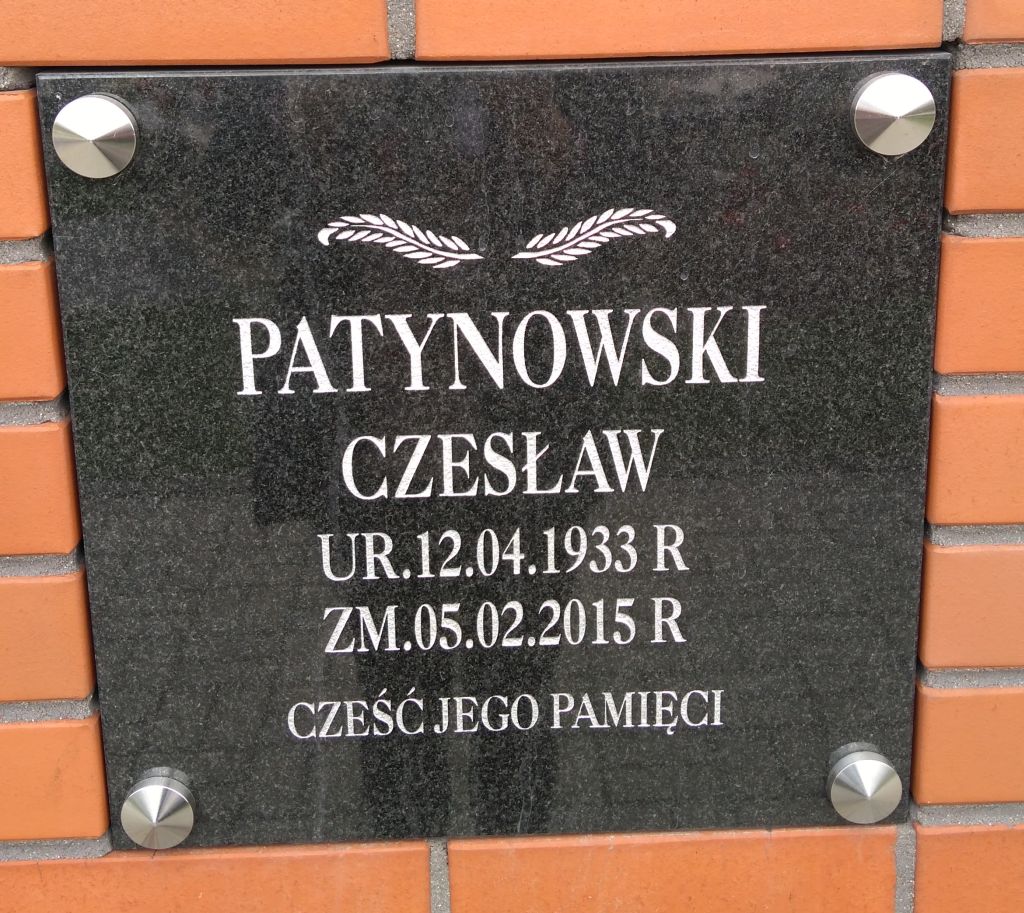 PATYNOWSKI
CZESŁAW
UR.12.04.1933 R
ZM.05.02.2015 R
CZEŚĆ JEGO PAMIĘCI